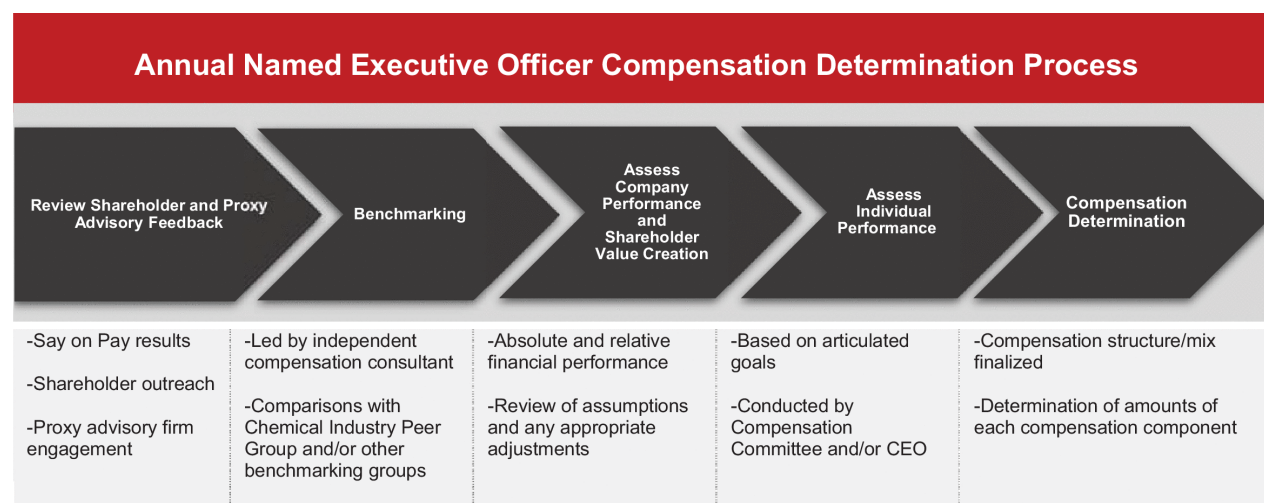 Annual Named Executive Officer Compensation Determination Process
Review Shareholder and Proxy
Advisory Feedback
Benchmarking
Assess
Company
Performance
and
Shareholder
Value Creation
Assess
Individual
Performance
Compensation
Determination
-Say on Pay results
-Shareholder outreach
-Proxy advisory firm
engagement
-Led by independent
compensation consultant
-Comparisons with
Chemical Industry Peer
Group and/or other
benchmarking groups
-Absolute and relative
financial performance
-Review of assumptions
and any appropriate
adjustments
-Based on articulated
goals
-Conducted by
Compensation
Committee and/or CEO
-Compensation structure/mix
finalized
-Determination of amounts of
each compensation component